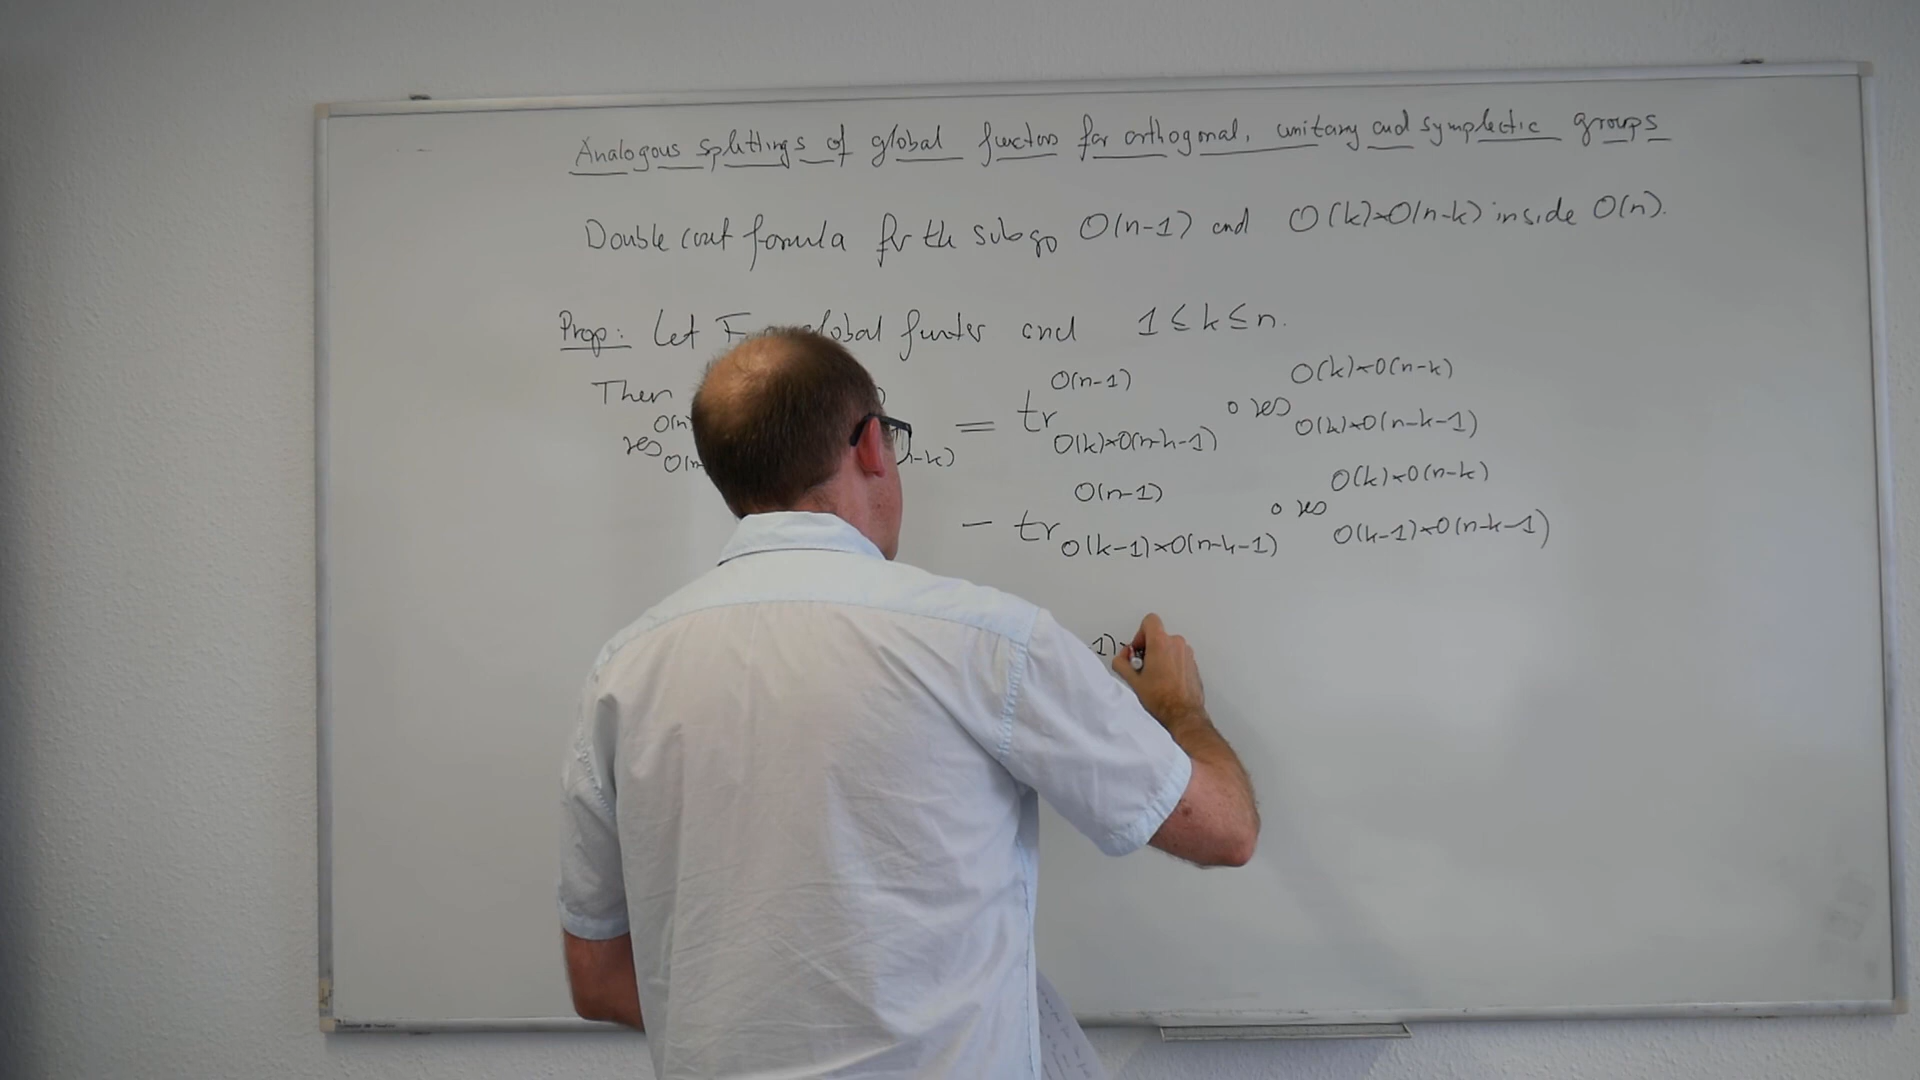 Analogous splittings of global functors for orthogonal, unitary and symplectic groups
Double coset formula for the subgp O(n-1) and O(k)×O(n-k) inside O(n).
Prop: Let F global functor and 1 ≤ k ≤ n.
Then
res = tr^{O(n-1)}_{O(k)×O(n-k-1)} ∘ res^{O(k)×O(n-k)}_{O(k)×O(n-k-1)}
- tr^{O(n-1)}_{O(k-1)×O(n-k-1)} ∘ res^{O(k)×O(n-k)}_{O(k-1)×O(n-k-1)}
1)